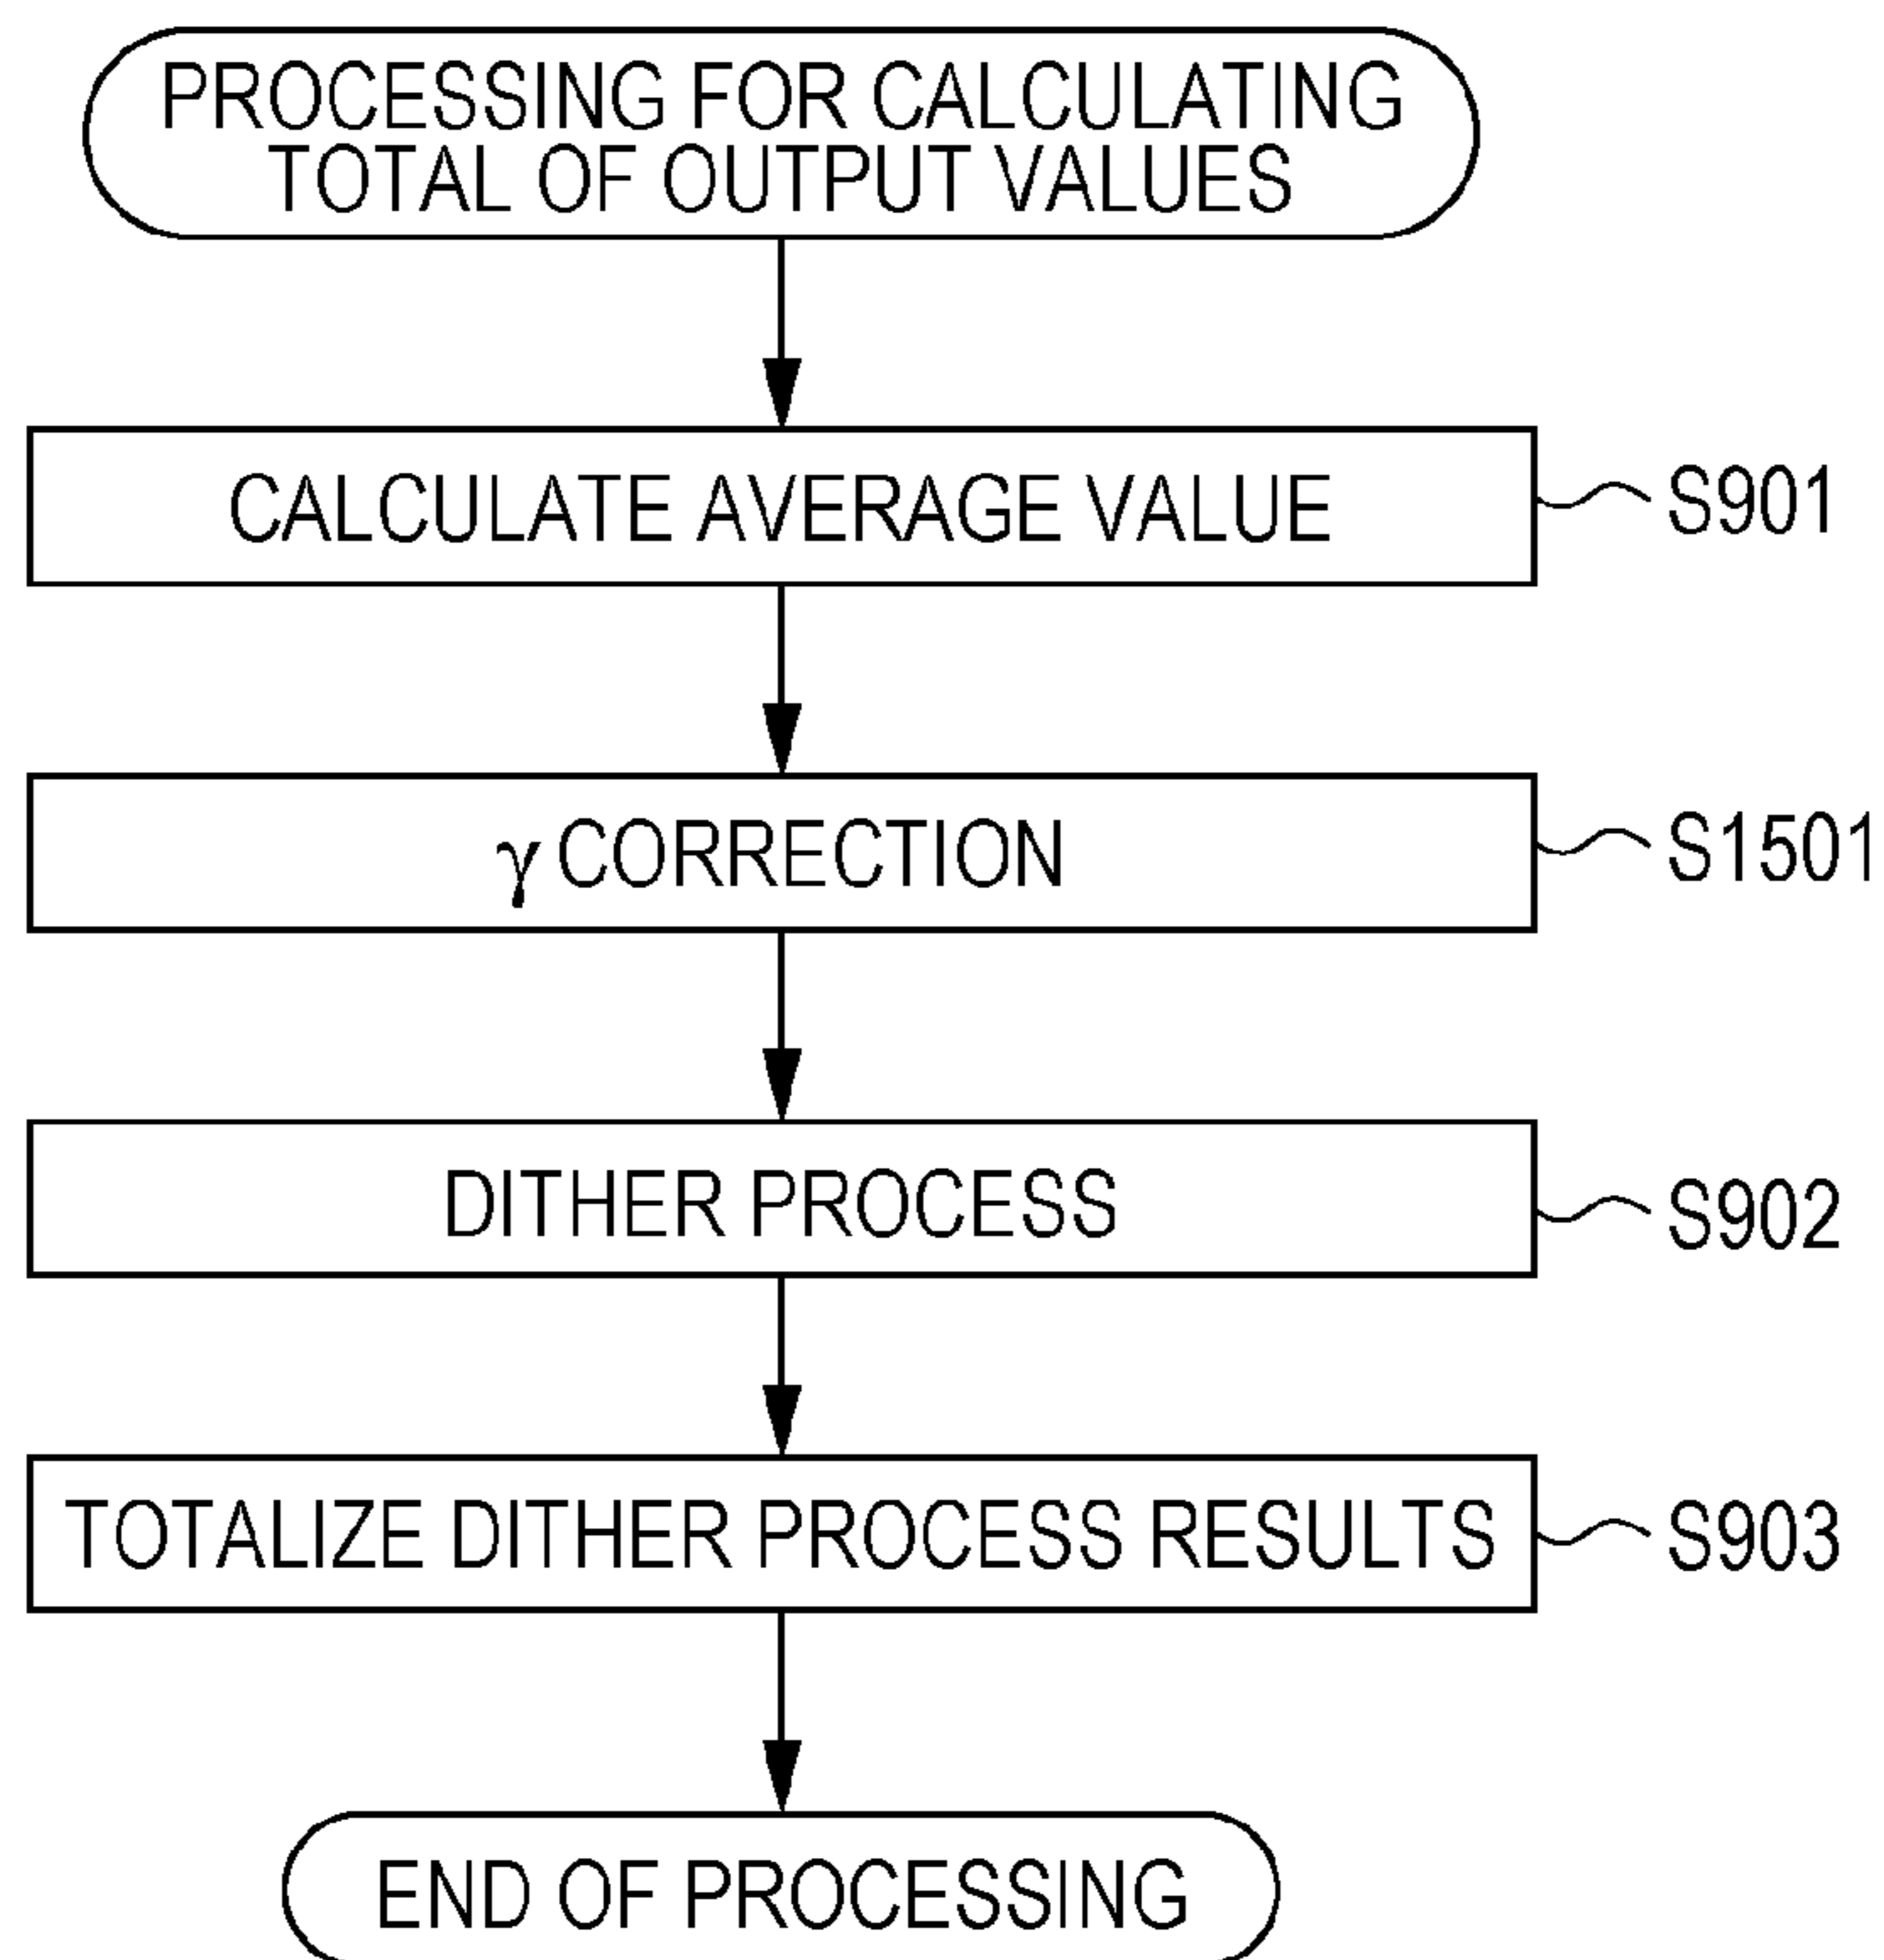 PROCESSING FOR CALCULATING
TOTAL OF OUTPUT VALUES
CALCULATE AVERAGE VALUE
S901
γ CORRECTION
S1501
DITHER PROCESS
S902
TOTALIZE DITHER PROCESS RESULTS
S903
END OF PROCESSING